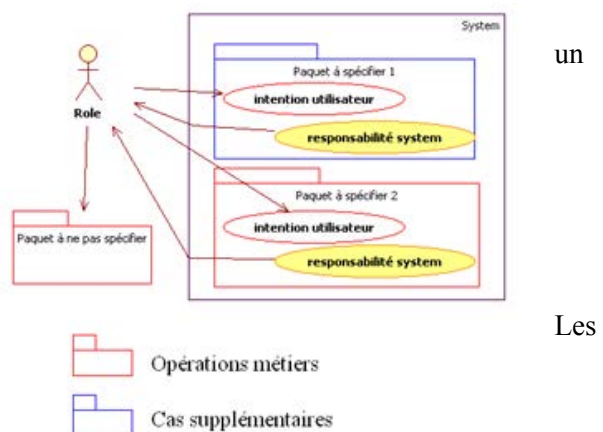 System
un
Paquet à spécifier 1
intention utilisateur
Role
responsabilité system
Paquet à spécifier 2
intention utilisateur
Paquet à ne pas spécifier
responsabilité system
Les
Opérations métiers
Cas supplémentaires